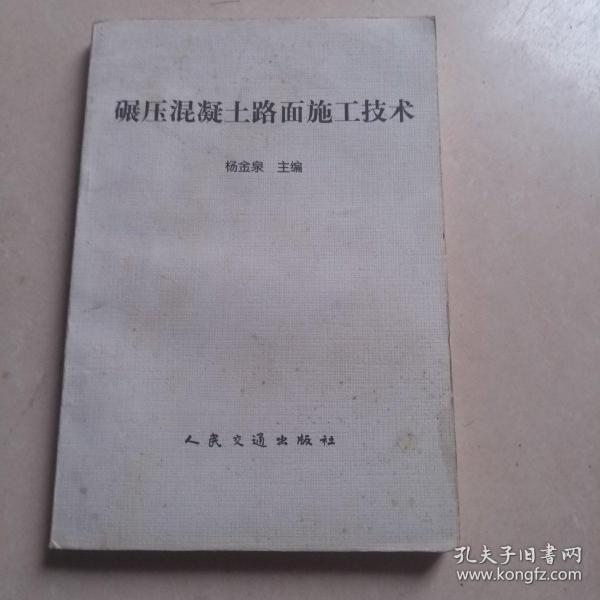 碾压混凝土路面施工技术
杨金泉 主编
人民交通出版社
孔夫子旧书网
www.kongfz.com